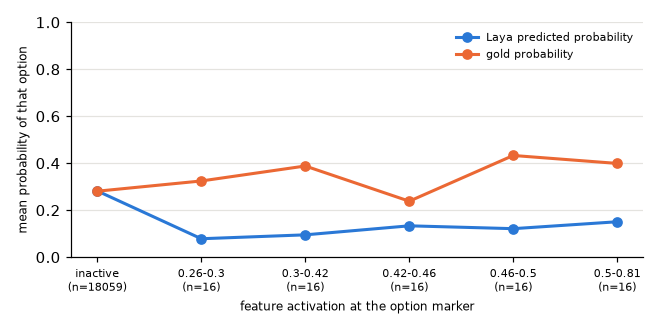 mean probability of that option
1.0
0.8
0.6
0.4
0.2
0.0
Laya predicted probability
gold probability
inactive
(n=18059)
0.26-0.3
(n=16)
0.3-0.42
(n=16)
0.42-0.46
(n=16)
0.46-0.5
(n=16)
0.5-0.81
(n=16)
feature activation at the option marker